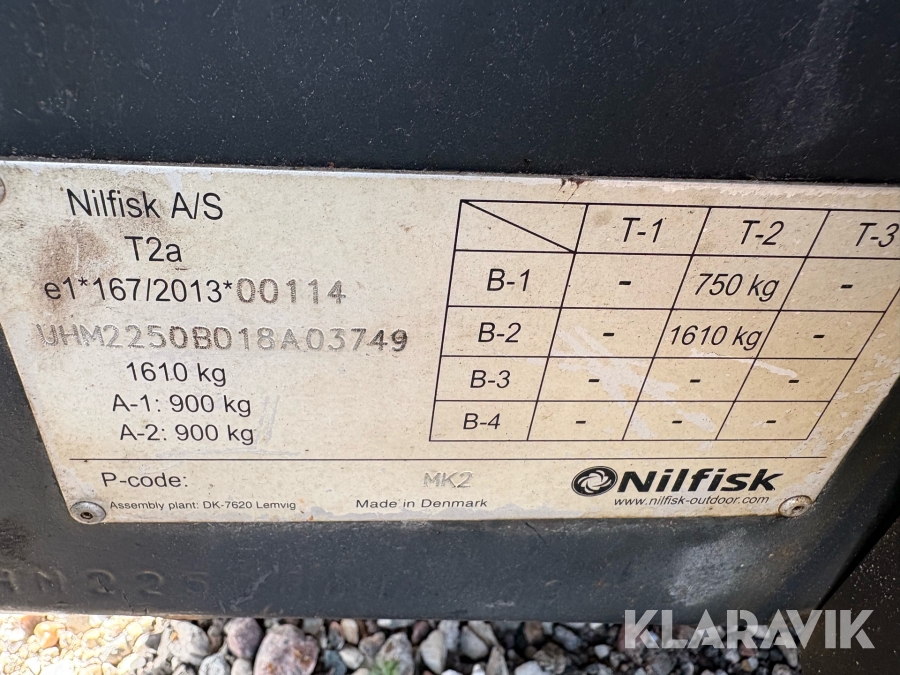 Nilfisk A/S
T2a
e1*167/2013*00114
UHM2250B018A03749
1610 kg
A-1: 900 kg
A-2: 900 kg
T-1 T-2 T-3
B-1 - 750 kg -
B-2 - 1610 kg -
B-3 - - -
B-4 - - -
P-code: MK2
Nilfisk
www.nilfisk-outdoor.com
Assembly plant: DK-7620 Lemvig Made in Denmark
KLARAVIK